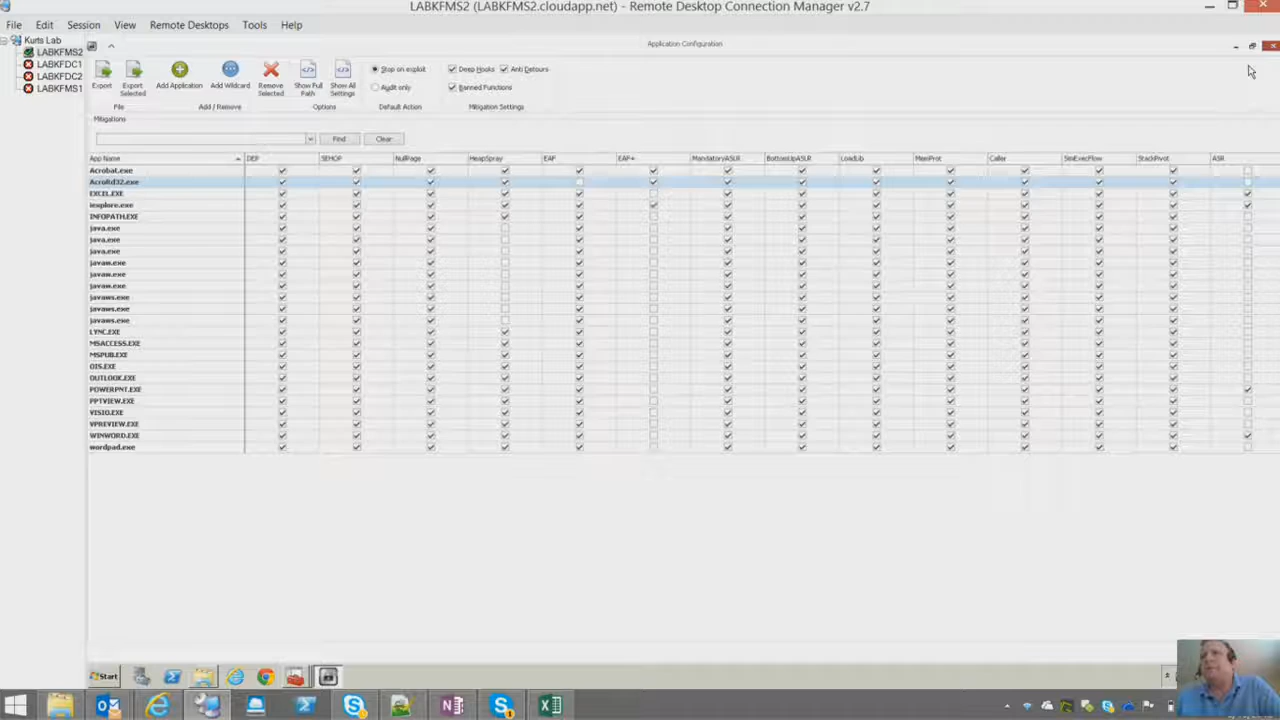 LABKFMS2 (LABKFMS2.cloudapp.net) - Remote Desktop Connection Manager v2.7
File Edit Session View Remote Desktops Tools Help
Kurts Lab
LABKFMS2
LABKFDC1
LABKFDC2
LABKFMS1
Application Configuration
Export
Export Selected
Add Application
Add Wildcard
Remove Selected
Show Full Path
Show All Settings
Stop on exploit
Audit only
Deep Hooks
Anti Detours
Banned Functions
File
Add / Remove
Options
Default Action
Mitigation Settings
Mitigations
Find
Clear
App Name DEP SEHOP NullPage HeapSpray EAF EAF+ MandatoryASLR BottomUpASLR LoadLib MemProt Caller SimExecFlow StackPivot ASR
Acrobat.exe
AcroRd32.exe
EXCEL.EXE
iexplore.exe
INFOPATH.EXE
java.exe
java.exe
java.exe
javaw.exe
javaw.exe
javaw.exe
javaws.exe
javaws.exe
javaws.exe
LYNC.EXE
MSACCESS.EXE
MSPUB.EXE
OIS.EXE
OUTLOOK.EXE
POWERPNT.EXE
PPTVIEW.EXE
VISIO.EXE
VPREVIEW.EXE
WINWORD.EXE
wordpad.exe
Start